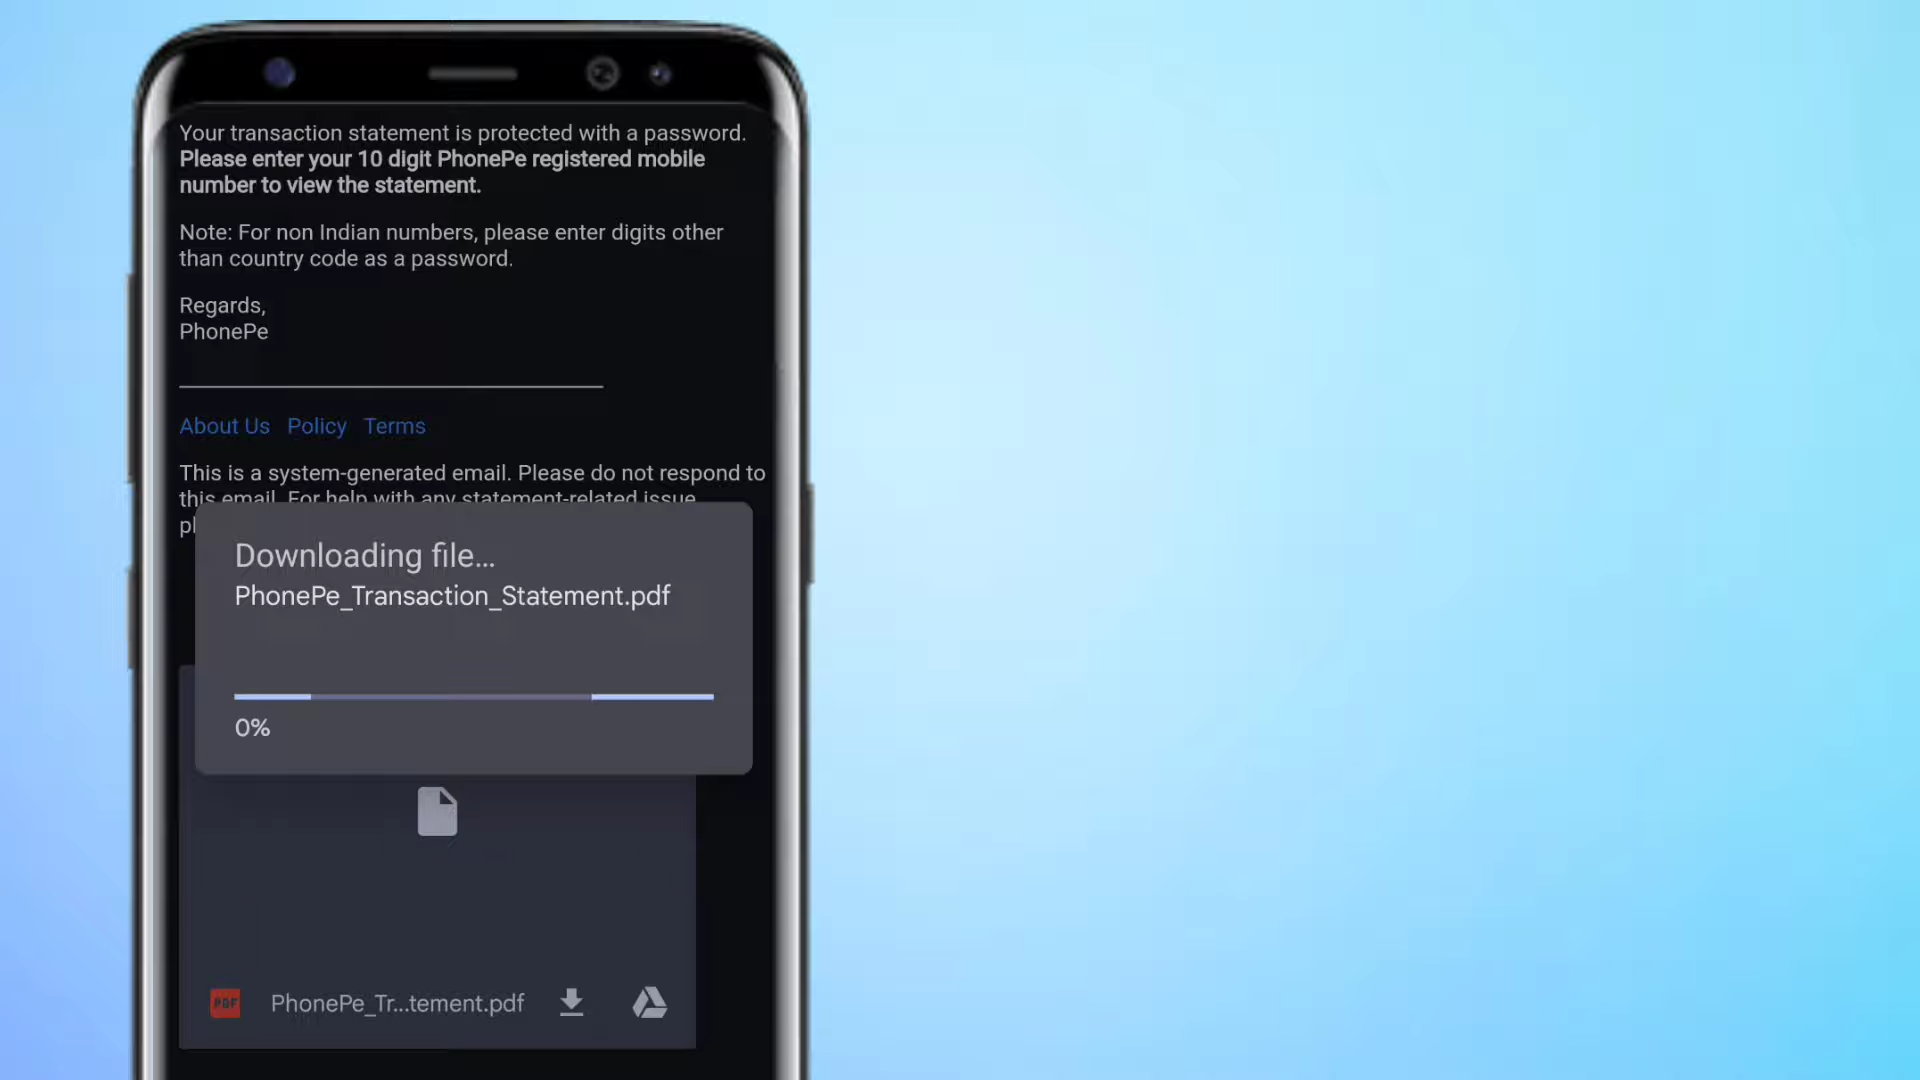 Your transaction statement is protected with a password.
Please enter your 10 digit PhonePe registered mobile
number to view the statement.
Note: For non Indian numbers, please enter digits other
than country code as a password.
Regards,
PhonePe
About Us Policy Terms
This is a system-generated email. Please do not respond to
this email. For help with any statement-related issue
Downloading file...
PhonePe_Transaction_Statement.pdf
0%
PDF
PhonePe_Tr...tement.pdf